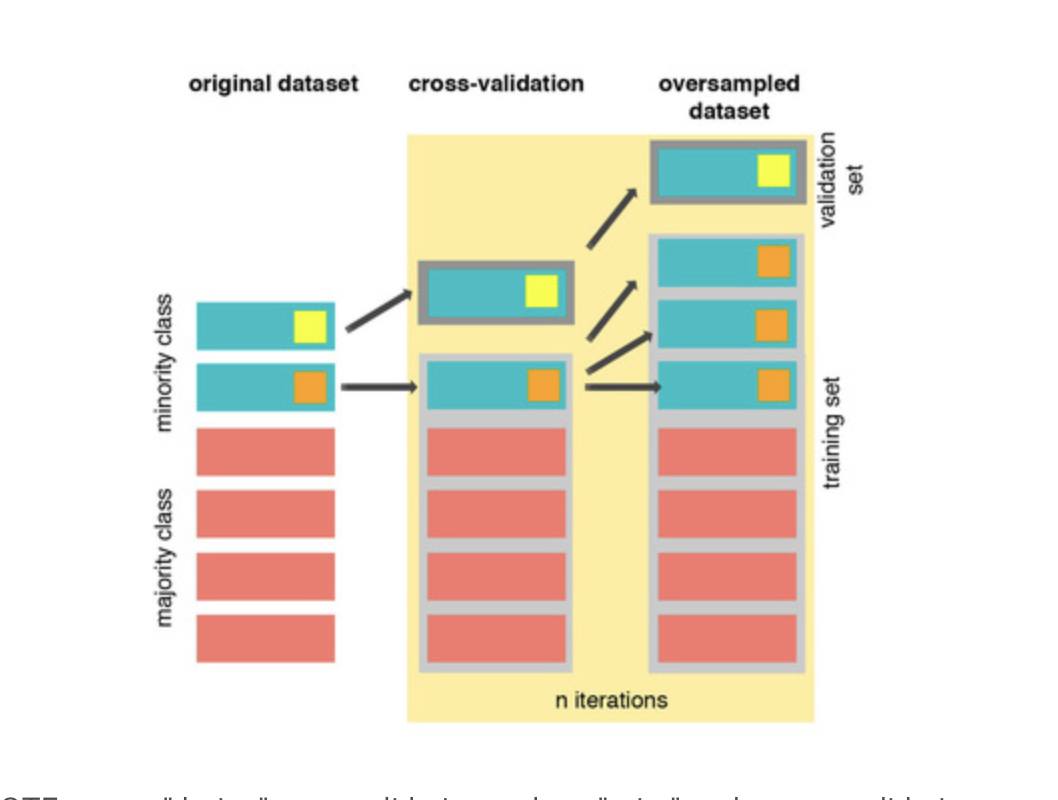 original dataset
cross-validation
oversampled
dataset
validation
set
minority class
training set
majority class
n iterations